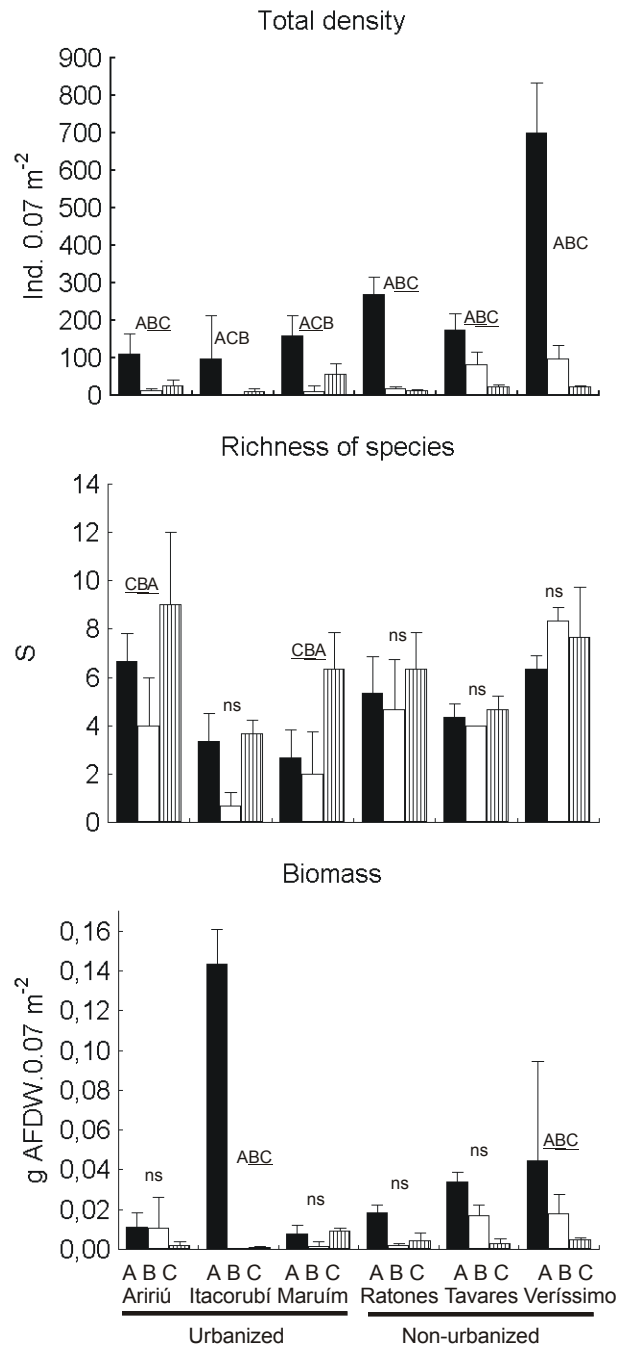 Total density
Ind. 0.07 m⁻²
900
800
700
600
500
400
300
200
100
0
ABC
ACB
ACB
ABC
ABC
ABC
Richness of species
S
14
12
10
8
6
4
2
0
CBA
ns
CBA
ns
ns
ns
Biomass
g AFDW.0.07 m⁻²
0,16
0,14
0,12
0,10
0,08
0,06
0,04
0,02
0,00
ns
ABC
ns
ns
ns
ABC
A B C A B C A B C A B C A B C A B C
Aririú Itacorubí Maruím Ratones Tavares Veríssimo
Urbanized Non-urbanized